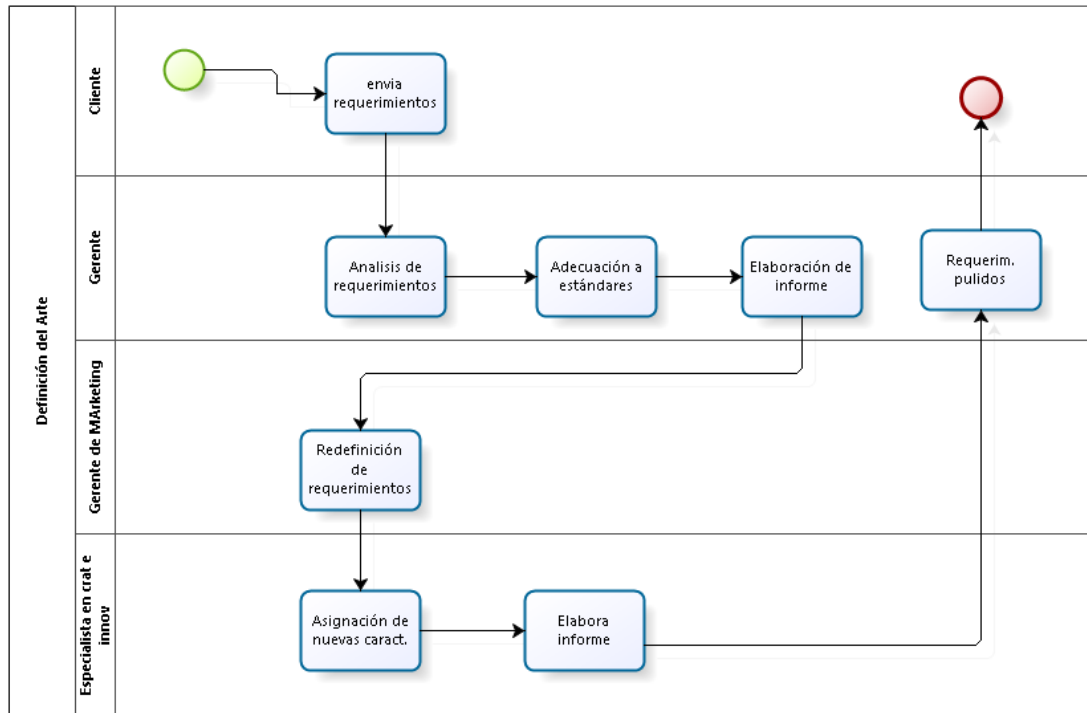 Definición del Arte
Cliente
envia
requerimientos
Gerente
Analisis de
requerimientos
Adecuación a
estándares
Elaboración de
informe
Requerim.
pulidos
Gerente de MArketing
Redefinición
de
requerimientos
Especialista en crat e
innov
Asignación de
nuevas caract.
Elabora
informe